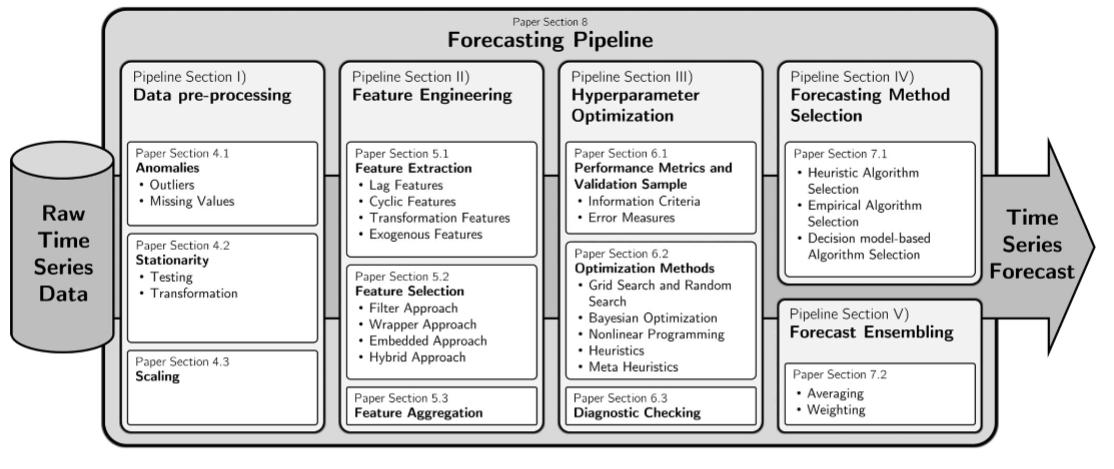 Paper Section 8
Forecasting Pipeline
Raw
Time
Series
Data
Pipeline Section I)
Data pre-processing
Paper Section 4.1
Anomalies
• Outliers
• Missing Values
Paper Section 4.2
Stationarity
• Testing
• Transformation
Paper Section 4.3
Scaling
Pipeline Section II)
Feature Engineering
Paper Section 5.1
Feature Extraction
• Lag Features
• Cyclic Features
• Transformation Features
• Exogenous Features
Paper Section 5.2
Feature Selection
• Filter Approach
• Wrapper Approach
• Embedded Approach
• Hybrid Approach
Paper Section 5.3
Feature Aggregation
Pipeline Section III)
Hyperparameter
Optimization
Paper Section 6.1
Performance Metrics and
Validation Sample
• Information Criteria
• Error Measures
Paper Section 6.2
Optimization Methods
• Grid Search and Random
Search
• Bayesian Optimization
• Nonlinear Programming
• Heuristics
• Meta Heuristics
Paper Section 6.3
Diagnostic Checking
Pipeline Section IV)
Forecasting Method
Selection
Paper Section 7.1
• Heuristic Algorithm
Selection
• Empirical Algorithm
Selection
• Decision model-based
Algorithm Selection
Pipeline Section V)
Forecast Ensembling
Paper Section 7.2
• Averaging
• Weighting
Time
Series
Forecast